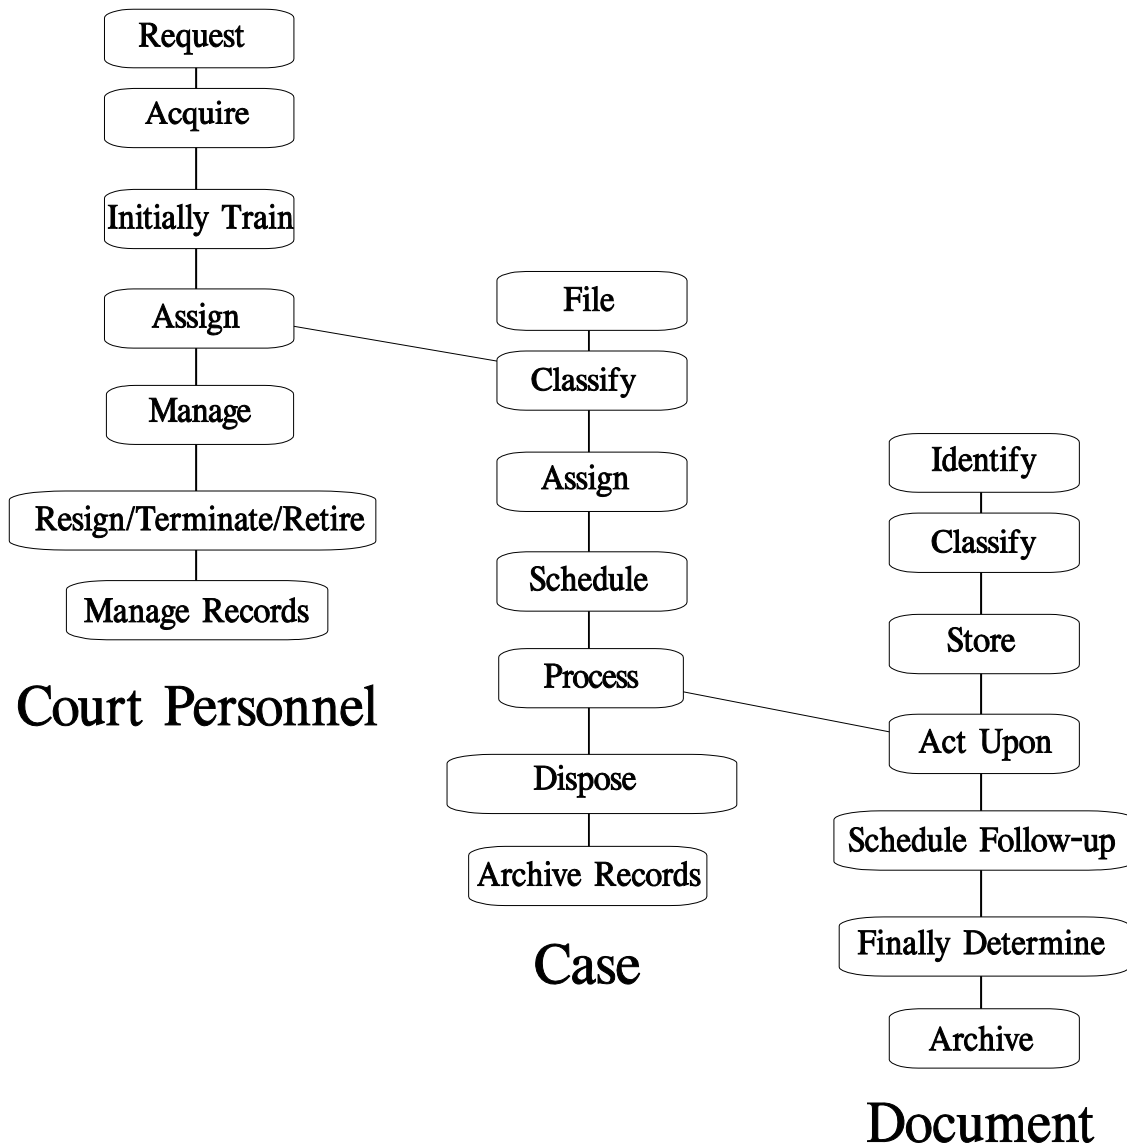 Request
Acquire
Initially Train
Assign
Manage
Resign/Terminate/Retire
Manage Records
Court Personnel
File
Classify
Assign
Schedule
Process
Dispose
Archive Records
Case
Identify
Classify
Store
Act Upon
Schedule Follow-up
Finally Determine
Archive
Document